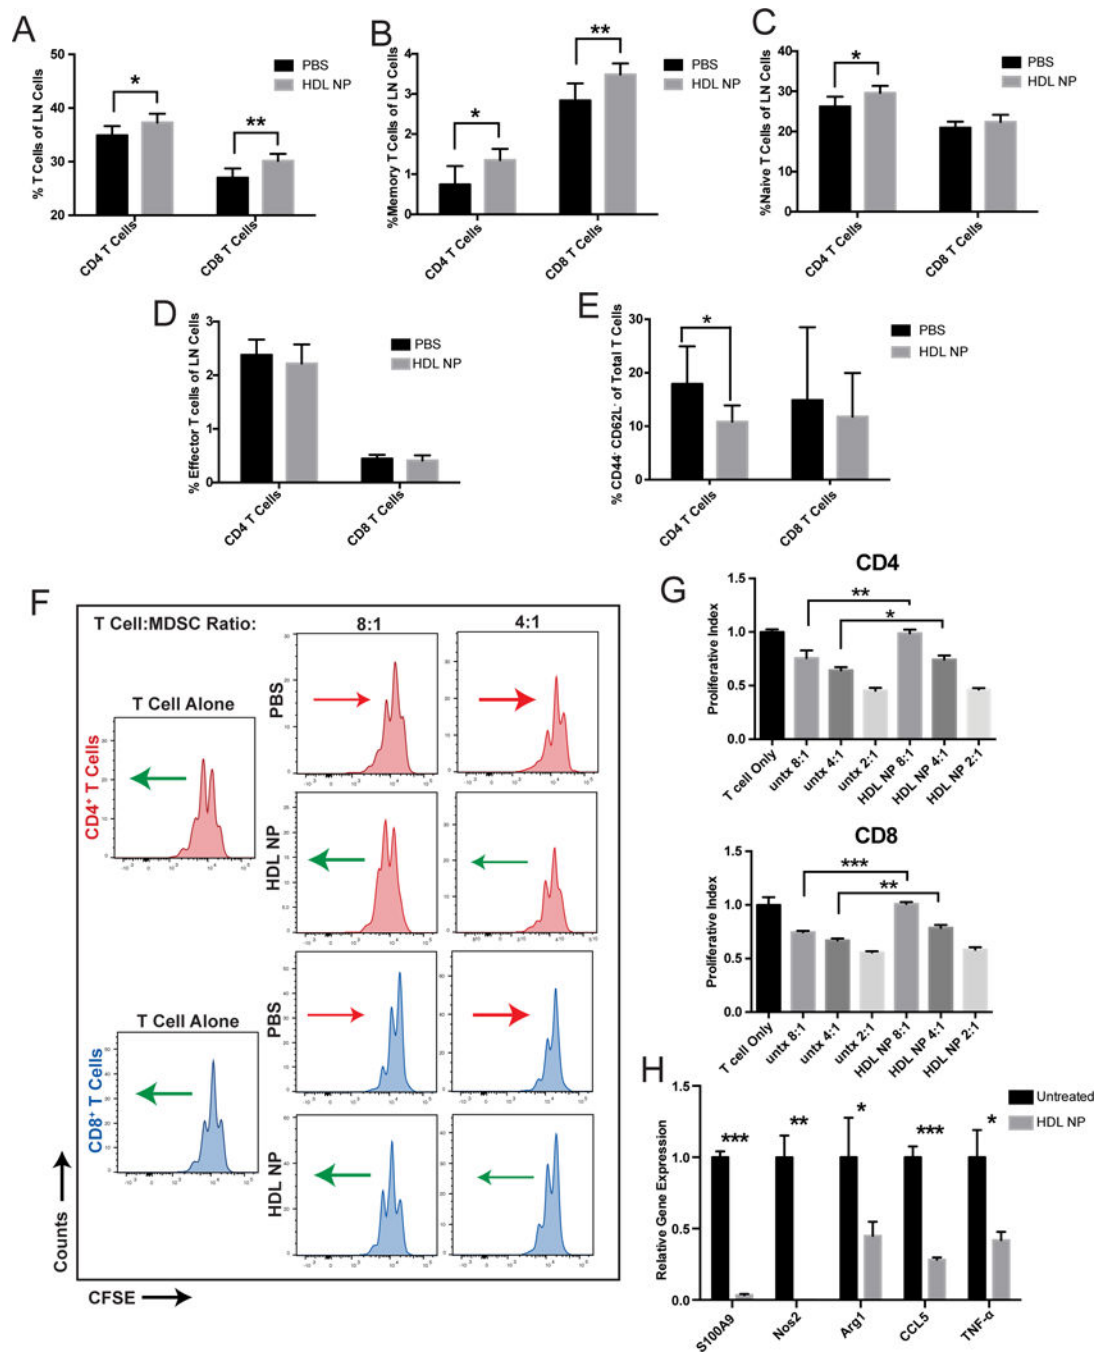 A
% T Cells of LN Cells
50
40
30
20
*
**
PBS
HDL NP
CD4 T Cells
CD8 T Cells
B
%Memory T Cells of LN Cells
4
3
2
1
0
*
**
PBS
HDL NP
CD4 T Cells
CD8 T Cells
C
%Naive T Cells of LN Cells
40
30
20
10
0
*
PBS
HDL NP
CD4 T Cells
CD8 T Cells
D
% Effector T cells of LN Cells
3
2
1
0
PBS
HDL NP
CD4 T Cells
CD8 T Cells
E
% CD44- CD62L- of Total T Cells
30
20
10
0
*
PBS
HDL NP
CD4 T Cells
CD8 T Cells
F
T Cell:MDSC Ratio:
8:1
4:1
T Cell Alone
CD4+ T Cells
PBS
HDL NP
T Cell Alone
CD8+ T Cells
PBS
HDL NP
Counts
CFSE
G
CD4
Proliferative Index
1.5
1.0
0.5
0.0
**
*
T cell Only
untx 8:1
untx 4:1
untx 2:1
HDL NP 8:1
HDL NP 4:1
HDL NP 2:1
CD8
Proliferative Index
1.5
1.0
0.5
0.0
***
**
T cell Only
untx 8:1
untx 4:1
untx 2:1
HDL NP 8:1
HDL NP 4:1
HDL NP 2:1
H
Relative Gene Expression
1.5
1.0
0.5
0.0
***
**
*
***
*
Untreated
HDL NP
S100A9
Nos2
Arg1
CCL5
TNF-α